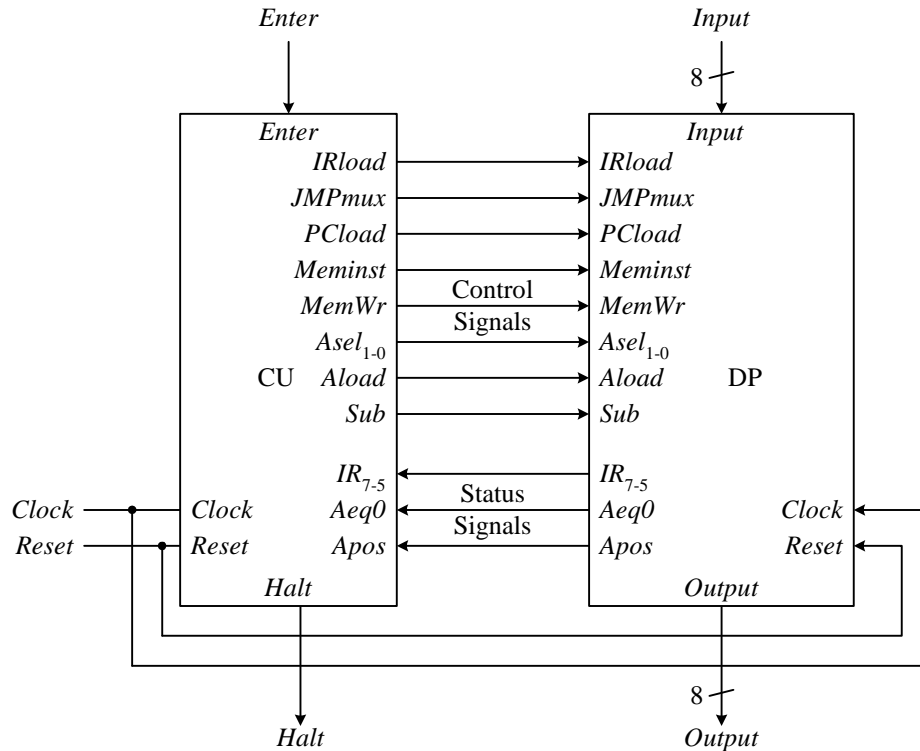 Enter
Input
8
Enter
Input
IRload
IRload
JMPmux
JMPmux
PCload
PCload
Meminst
Meminst
MemWr
Control
MemWr
Signals
Asel1-0
Asel1-0
CU
Aload
Aload
DP
Sub
Sub
IR7-5
IR7-5
Clock
Clock
Aeq0
Status
Aeq0
Clock
Reset
Reset
Apos
Signals
Apos
Reset
Halt
Output
8
Halt
Output